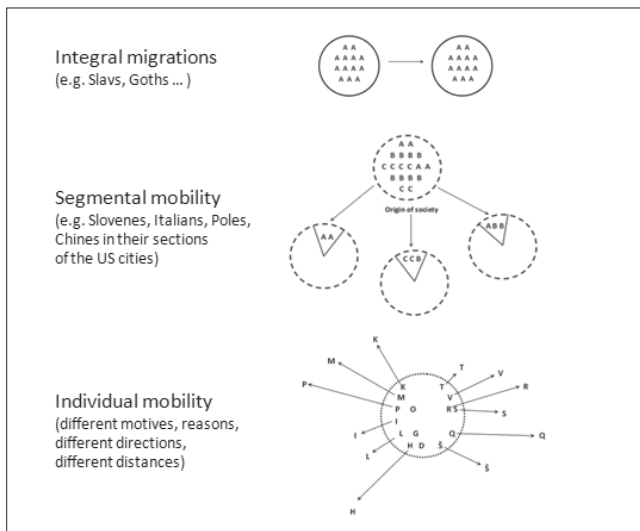 Integral migrations
(e.g. Slavs, Goths ... )
A A
A A A A
A A A A
A A A
A A
A A A A
A A A A
A A A
Segmental mobility
(e.g. Slovenes, Italians, Poles,
Chines in their sections
of the US cities)
A A
B B B B
C C C C A A
B B B B
C C
Origin of society
A A
C C B
A B B
Individual mobility
(different motives, reasons,
different directions,
different distances)
K
M
P
I
L
H
T
V
R
S
Q
Š
K
T
M
V
P O
R S
I
L G
Q
H D Š